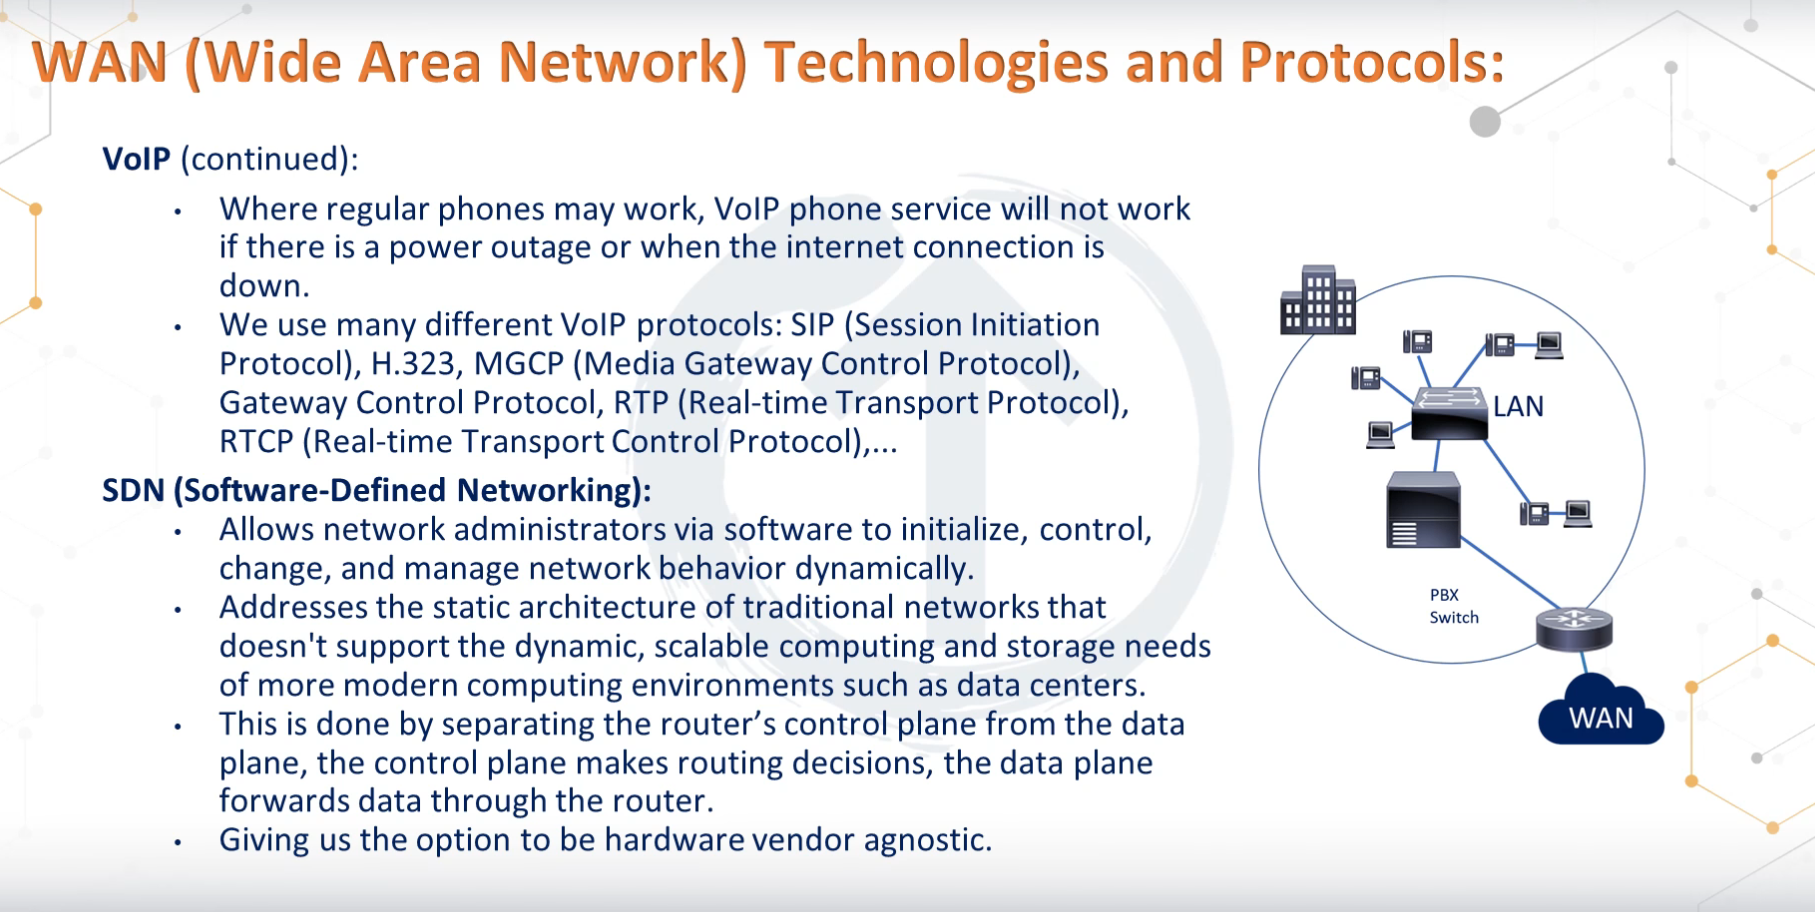 WAN (Wide Area Network) Technologies and Protocols:
VoIP (continued):
• Where regular phones may work, VoIP phone service will not work
if there is a power outage or when the internet connection is
down.
• We use many different VoIP protocols: SIP (Session Initiation
Protocol), H.323, MGCP (Media Gateway Control Protocol),
Gateway Control Protocol, RTP (Real-time Transport Protocol),
RTCP (Real-time Transport Control Protocol),...
SDN (Software-Defined Networking):
• Allows network administrators via software to initialize, control,
change, and manage network behavior dynamically.
• Addresses the static architecture of traditional networks that
doesn't support the dynamic, scalable computing and storage needs
of more modern computing environments such as data centers.
• This is done by separating the router’s control plane from the data
plane, the control plane makes routing decisions, the data plane
forwards data through the router.
• Giving us the option to be hardware vendor agnostic.
LAN
PBX
Switch
WAN